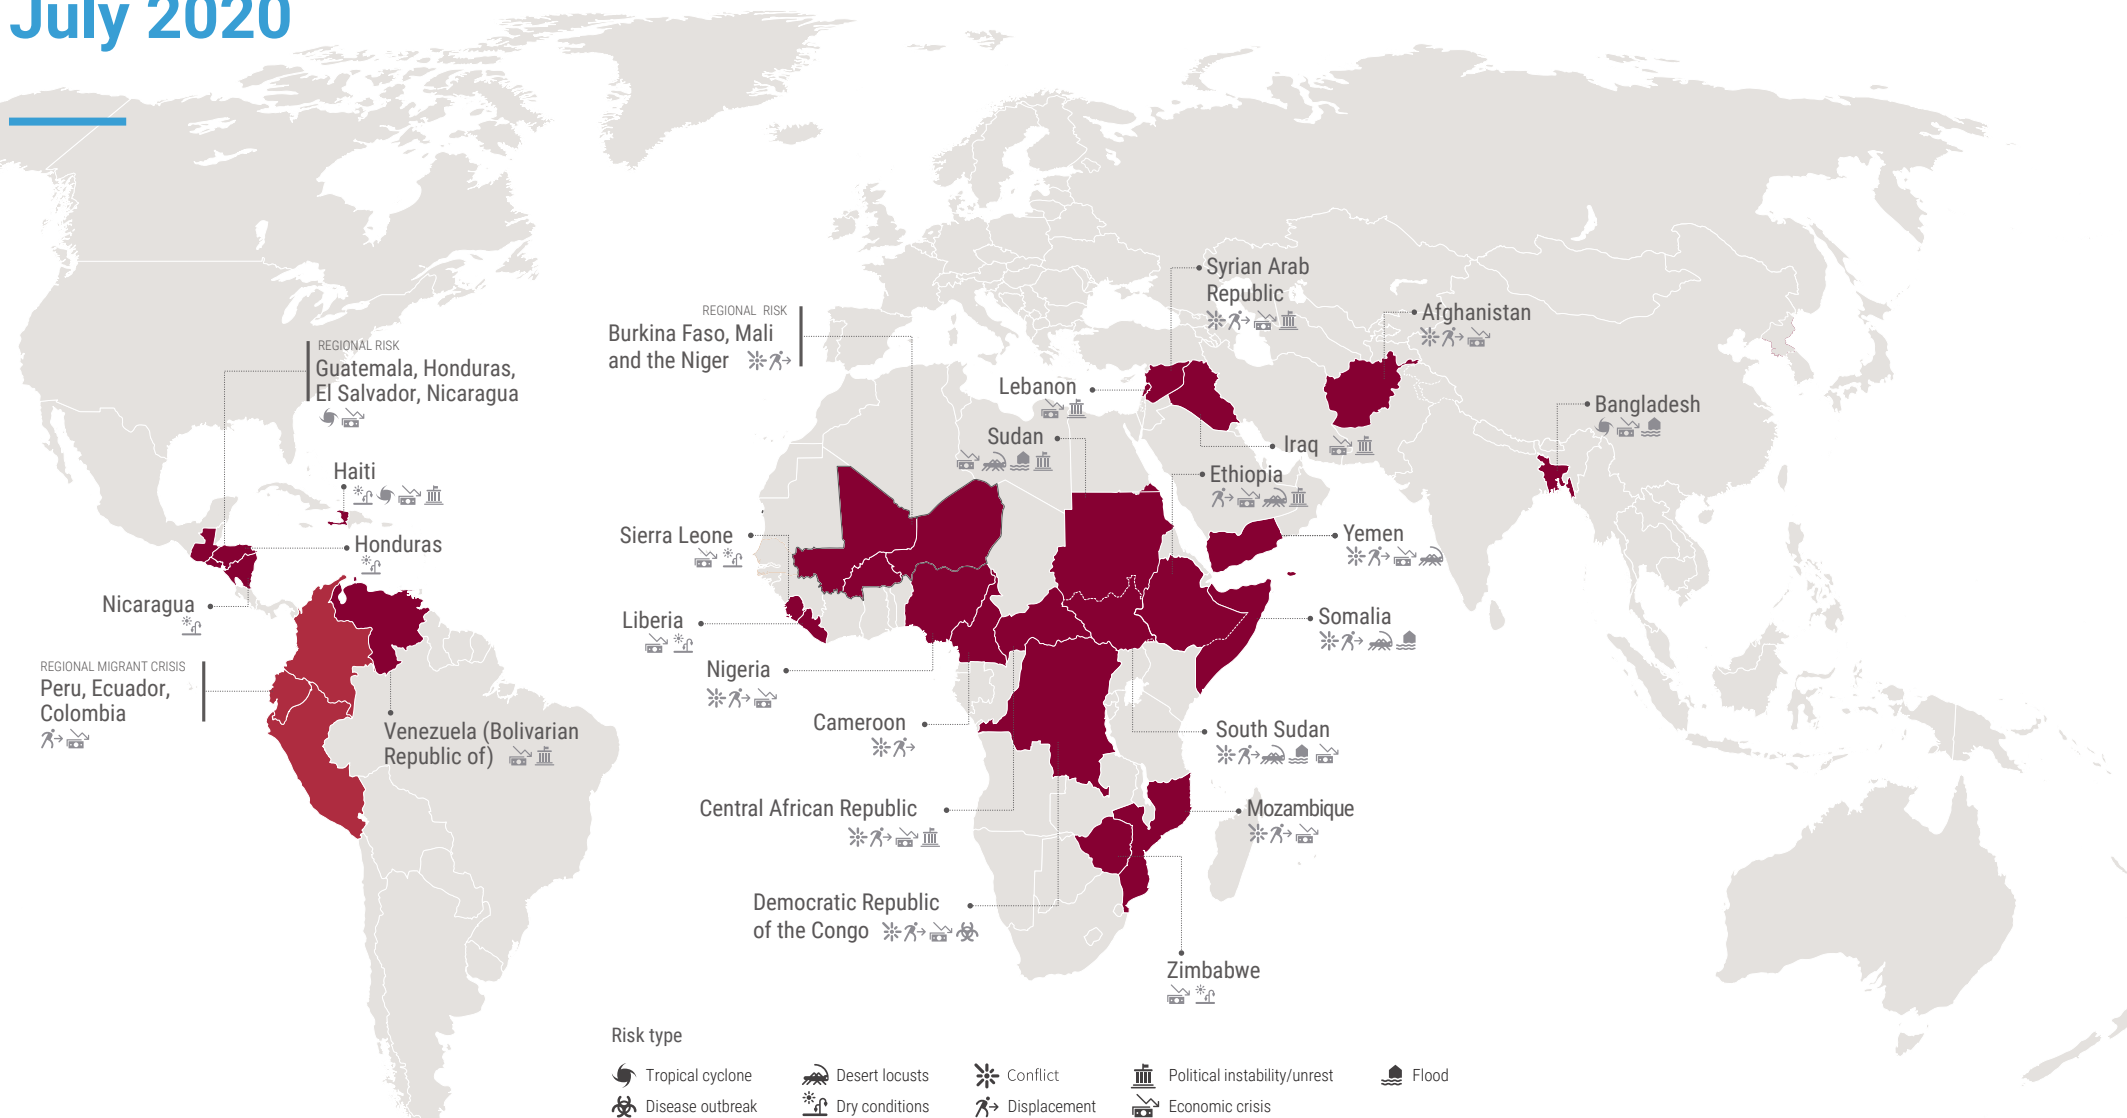 July 2020
Syrian Arab
Republic
Afghanistan
REGIONAL RISK
Burkina Faso, Mali
and the Niger
REGIONAL RISK
Guatemala, Honduras,
El Salvador, Nicaragua
Lebanon
Bangladesh
Sudan
Iraq
Haiti
Ethiopia
Sierra Leone
Yemen
Honduras
Nicaragua
Liberia
Somalia
REGIONAL MIGRANT CRISIS
Peru, Ecuador,
Colombia
Nigeria
Venezuela (Bolivarian
Republic of)
Cameroon
South Sudan
Central African Republic
Mozambique
Democratic Republic
of the Congo
Zimbabwe
Risk type
Tropical cyclone
Desert locusts
Conflict
Political instability/unrest
Flood
Disease outbreak
Dry conditions
Displacement
Economic crisis